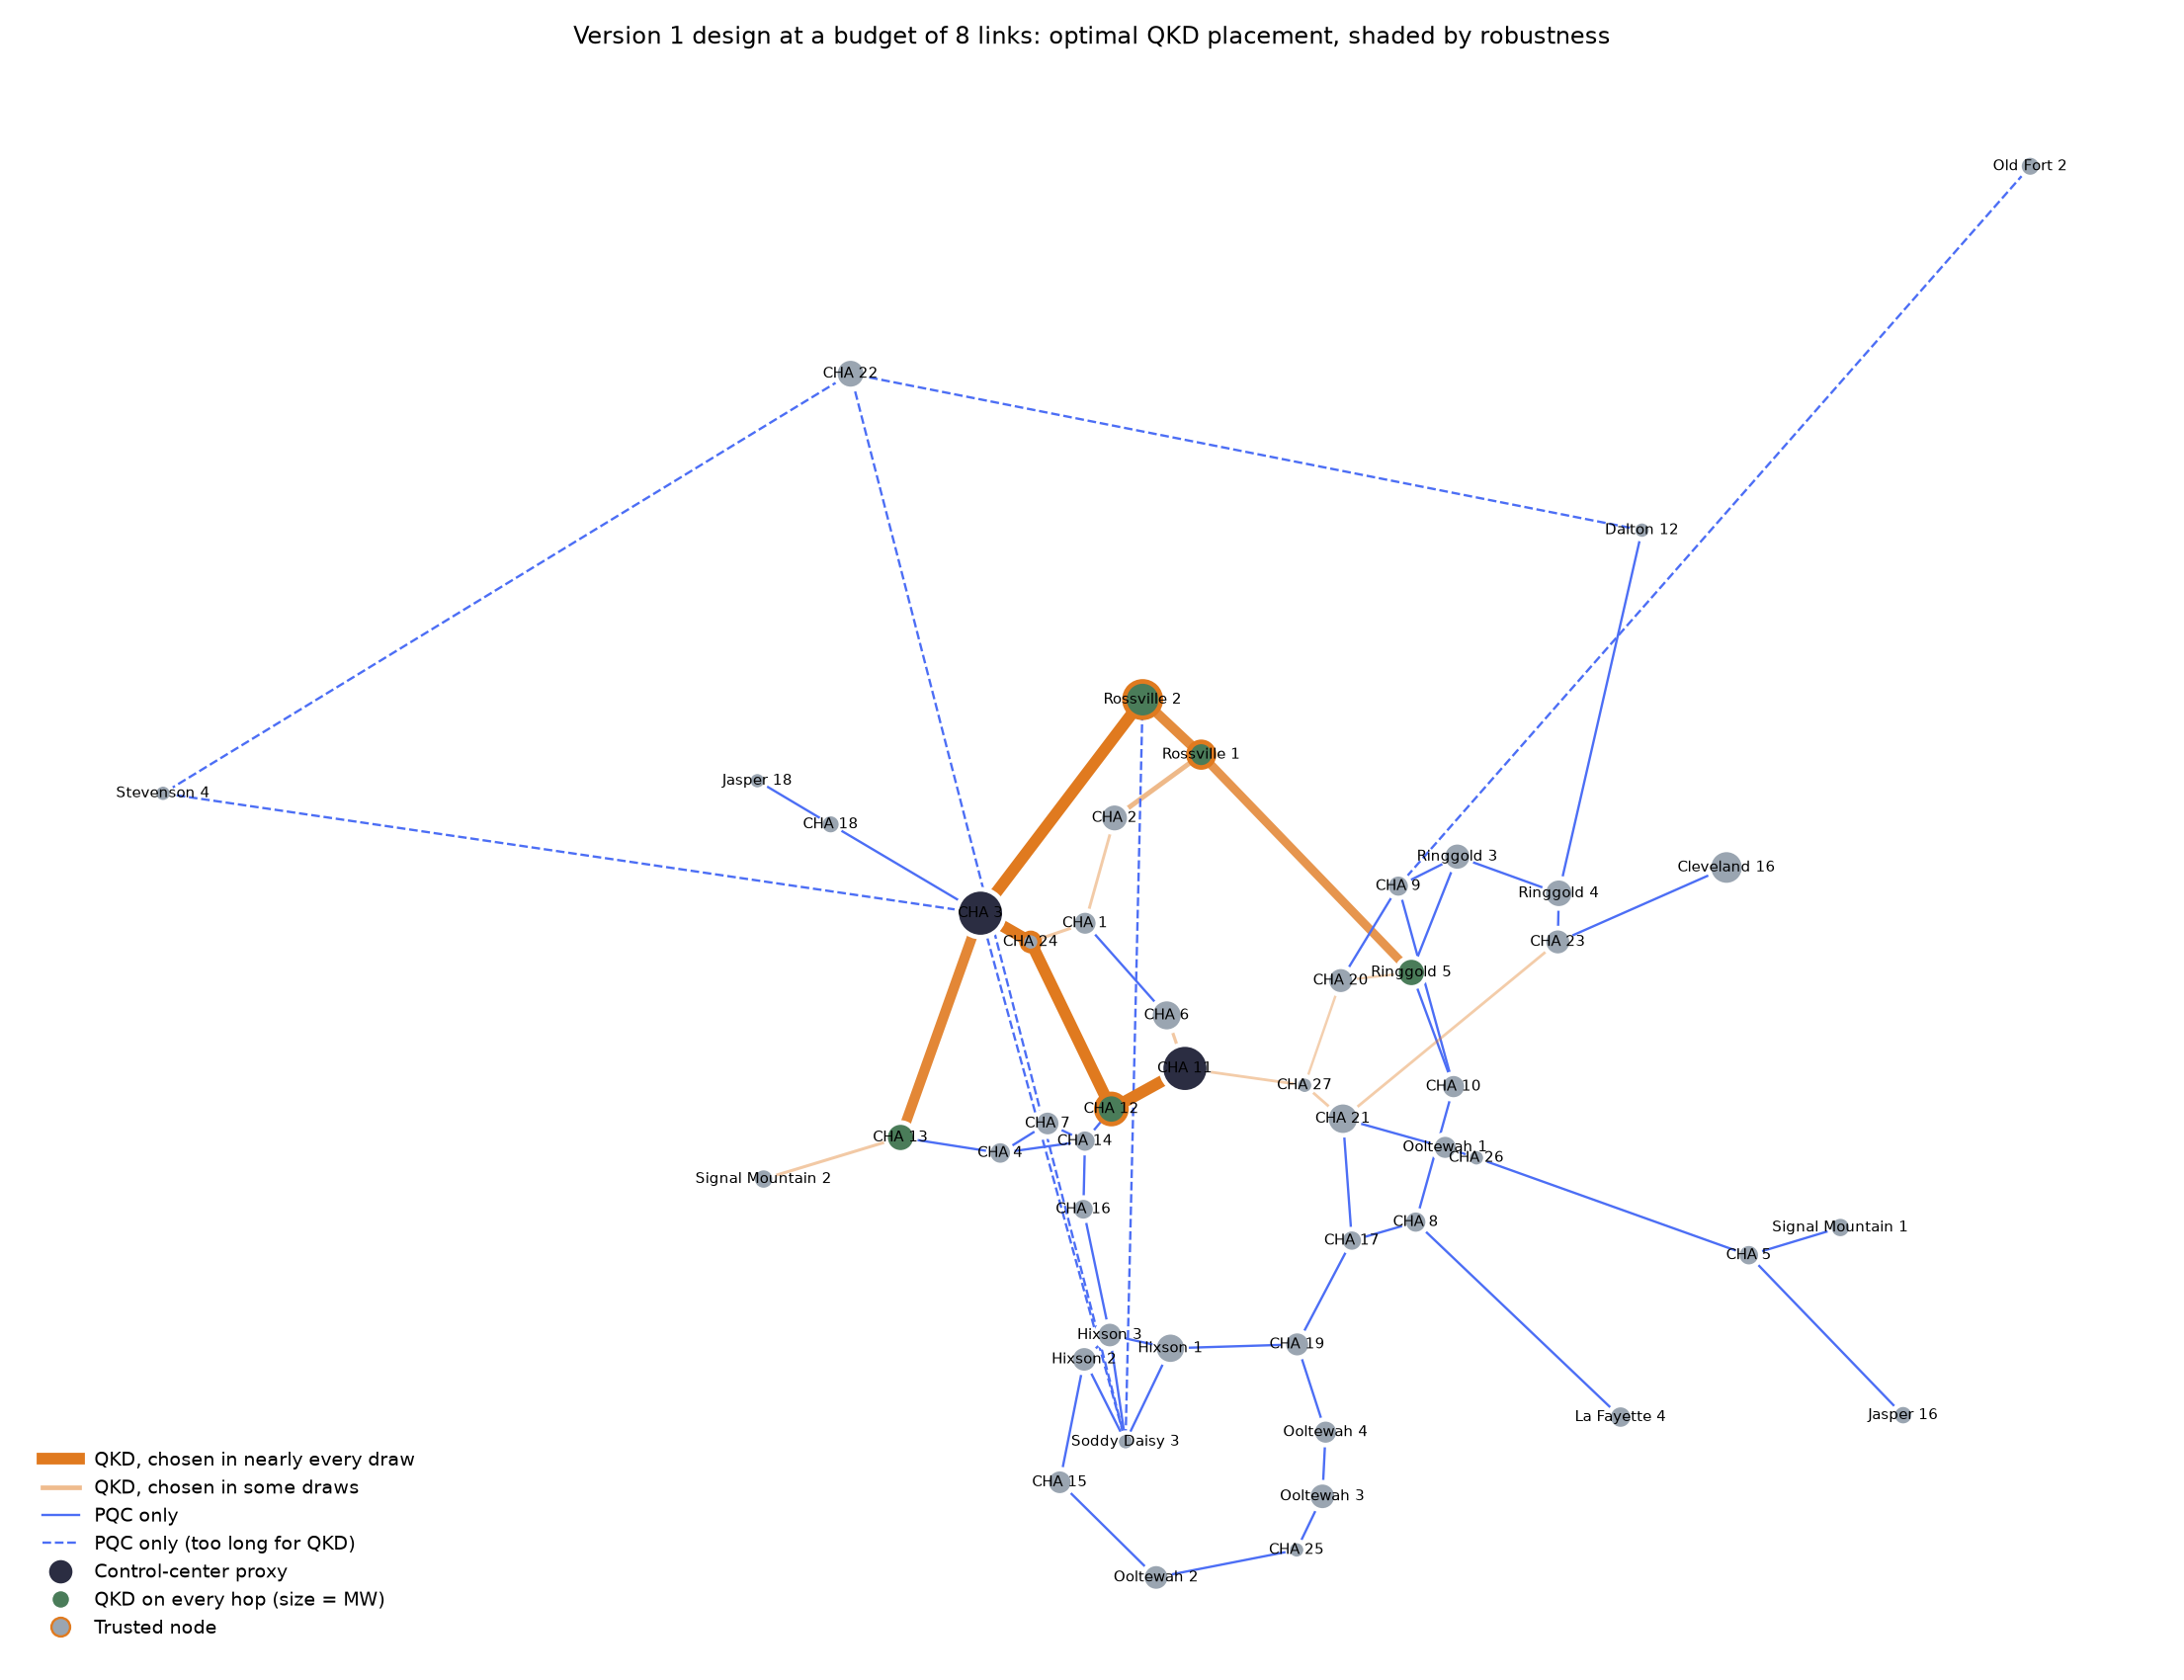 Version 1 design at a budget of 8 links: optimal QKD placement, shaded by robustness
Old Fort 2
CHA 22
Dalton 12
Rossville 2
Rossville 1
Jasper 18
Stevenson 4
CHA 2
CHA 18
Ringgold 3
Cleveland 16
CHA 9
Ringgold 4
CHA 3
CHA 1
CHA 24
CHA 23
Ringgold 5
CHA 20
CHA 6
CHA 11
CHA 27
CHA 10
CHA 12
CHA 21
CHA 7
CHA 13
CHA 14
Ooltewah 1
CHA 4
CHA 26
Signal Mountain 2
CHA 16
CHA 8
Signal Mountain 1
CHA 17
CHA 5
Hixson 3
CHA 19
Hixson 1
Hixson 2
Jasper 16
La Fayette 4
Ooltewah 4
Soddy Daisy 3
CHA 15
Ooltewah 3
CHA 25
Ooltewah 2
QKD, chosen in nearly every draw
QKD, chosen in some draws
PQC only
PQC only (too long for QKD)
Control-center proxy
QKD on every hop (size = MW)
Trusted node